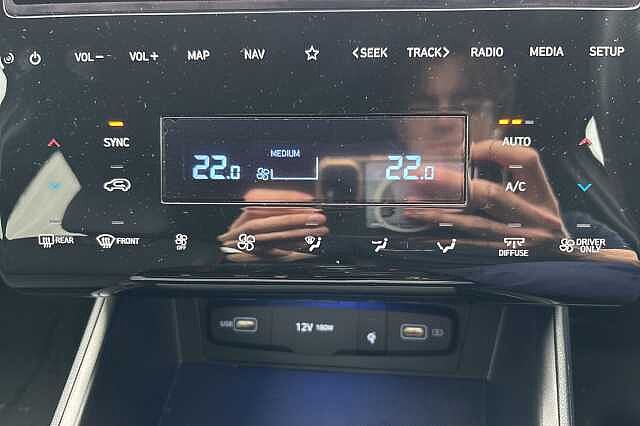 VOL− VOL+ MAP NAV <SEEK TRACK> RADIO MEDIA SETUP
SYNC AUTO
MEDIUM
22.0 22.0
A/C
REAR FRONT OFF DIFFUSE DRIVER ONLY
USB 12V 180W